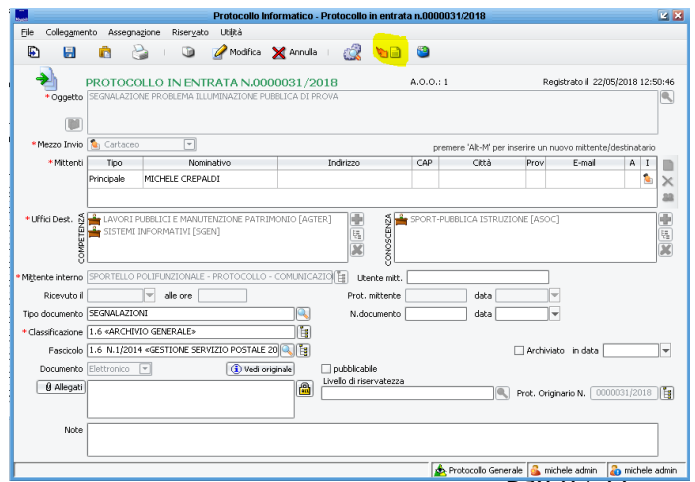 Protocollo Informatico - Protocollo in entrata n.0000031/2018
File Collegamento Assegnazione Riservato Utilità
Modifica Annulla
PROTOCOLLO IN ENTRATA N.0000031/2018 A.O.O.: 1 Registrato il 22/05/2018 12:50:46
*Oggetto SEGNALAZIONE PROBLEMA ILLUMINAZIONE PUBBLICA DI PROVA
*Mezzo Invio Cartaceo premere 'Alt-M' per inserire un nuovo mittente/destinatario
*Mittenti Tipo Nominativo Indirizzo CAP Città Prov E-mail A I
Principale MICHELE CREPALDI
*Uffici Dest. COMPETENZA LAVORI PUBBLICI E MANUTENZIONE PATRIMONIO [AGTER] CONOSCENZA SPORT-PUBBLICA ISTRUZIONE [ASOC]
SISTEMI INFORMATIVI [SGEN]
*Mittente interno SPORTELLO POLIFUNZIONALE - PROTOCOLLO - COMUNICAZIO Utente mitt.
Ricevuto il alle ore Prot. mittente data
Tipo documento SEGNALAZIONI N.documento data
*Classificazione 1.6 «ARCHIVIO GENERALE»
Fascicolo 1.6 N.1/2014 «GESTIONE SERVIZIO POSTALE 20 Archiviato in data
Documento Elettronico Vedi originale pubblicabile
Allegati Livello di riservatezza Prot. Originario N. 0000031/2018
Note
Protocollo Generale michele admin michele admin